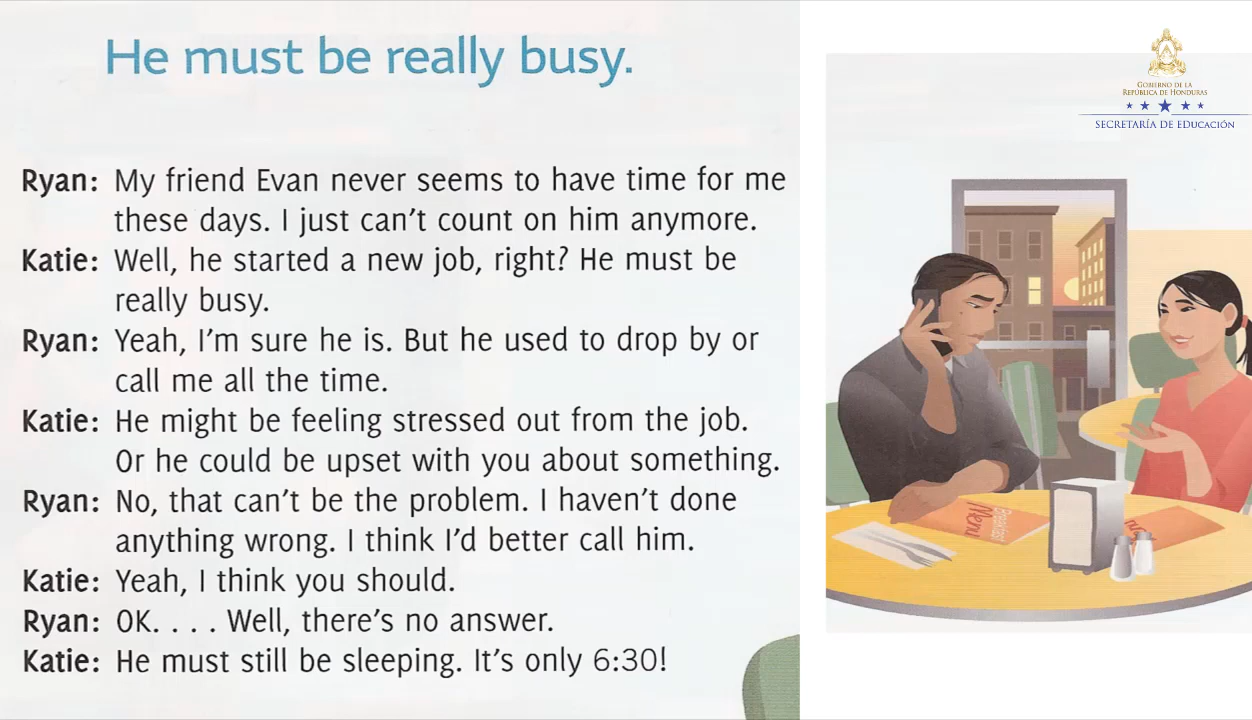 He must be really busy.
Ryan: My friend Evan never seems to have time for me
these days. I just can't count on him anymore.
Katie: Well, he started a new job, right? He must be
really busy.
Ryan: Yeah, I'm sure he is. But he used to drop by or
call me all the time.
Katie: He might be feeling stressed out from the job.
Or he could be upset with you about something.
Ryan: No, that can't be the problem. I haven't done
anything wrong. I think I'd better call him.
Katie: Yeah, I think you should.
Ryan: OK. . . . Well, there's no answer.
Katie: He must still be sleeping. It's only 6:30!
GOBIERNO DE LA
REPÚBLICA DE HONDURAS
SECRETARÍA DE EDUCACIÓN
Breakfast
Menu